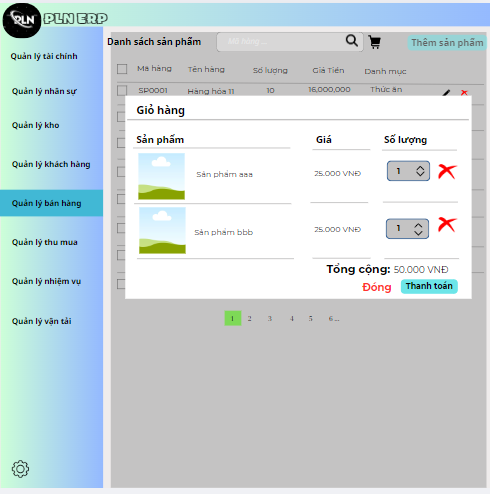 PLN PLN ERP
Danh sách sản phẩm
Mã hàng ...
Thêm sản phẩm
Quản lý tài chính
Quản lý nhân sự
Quản lý kho
Quản lý khách hàng
Quản lý bán hàng
Quản lý thu mua
Quản lý nhiệm vụ
Quản lý vận tải
Mã hàng Tên hàng Số lượng Giá Tiền Danh mục
SP0001 Hàng hóa 11 10 16,000,000 Thức ăn
Giỏ hàng
Sản phẩm Giá Số lượng
Sản phẩm aaa 25.000 VNĐ 1
Sản phẩm bbb 25.000 VNĐ 1
Tổng cộng: 50.000 VNĐ
Đóng Thanh toán
1 2 3 4 5 6 ...